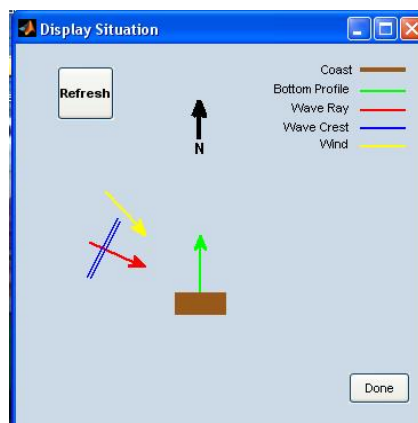 Display Situation
Refresh
N
Coast
Bottom Profile
Wave Ray
Wave Crest
Wind
Done